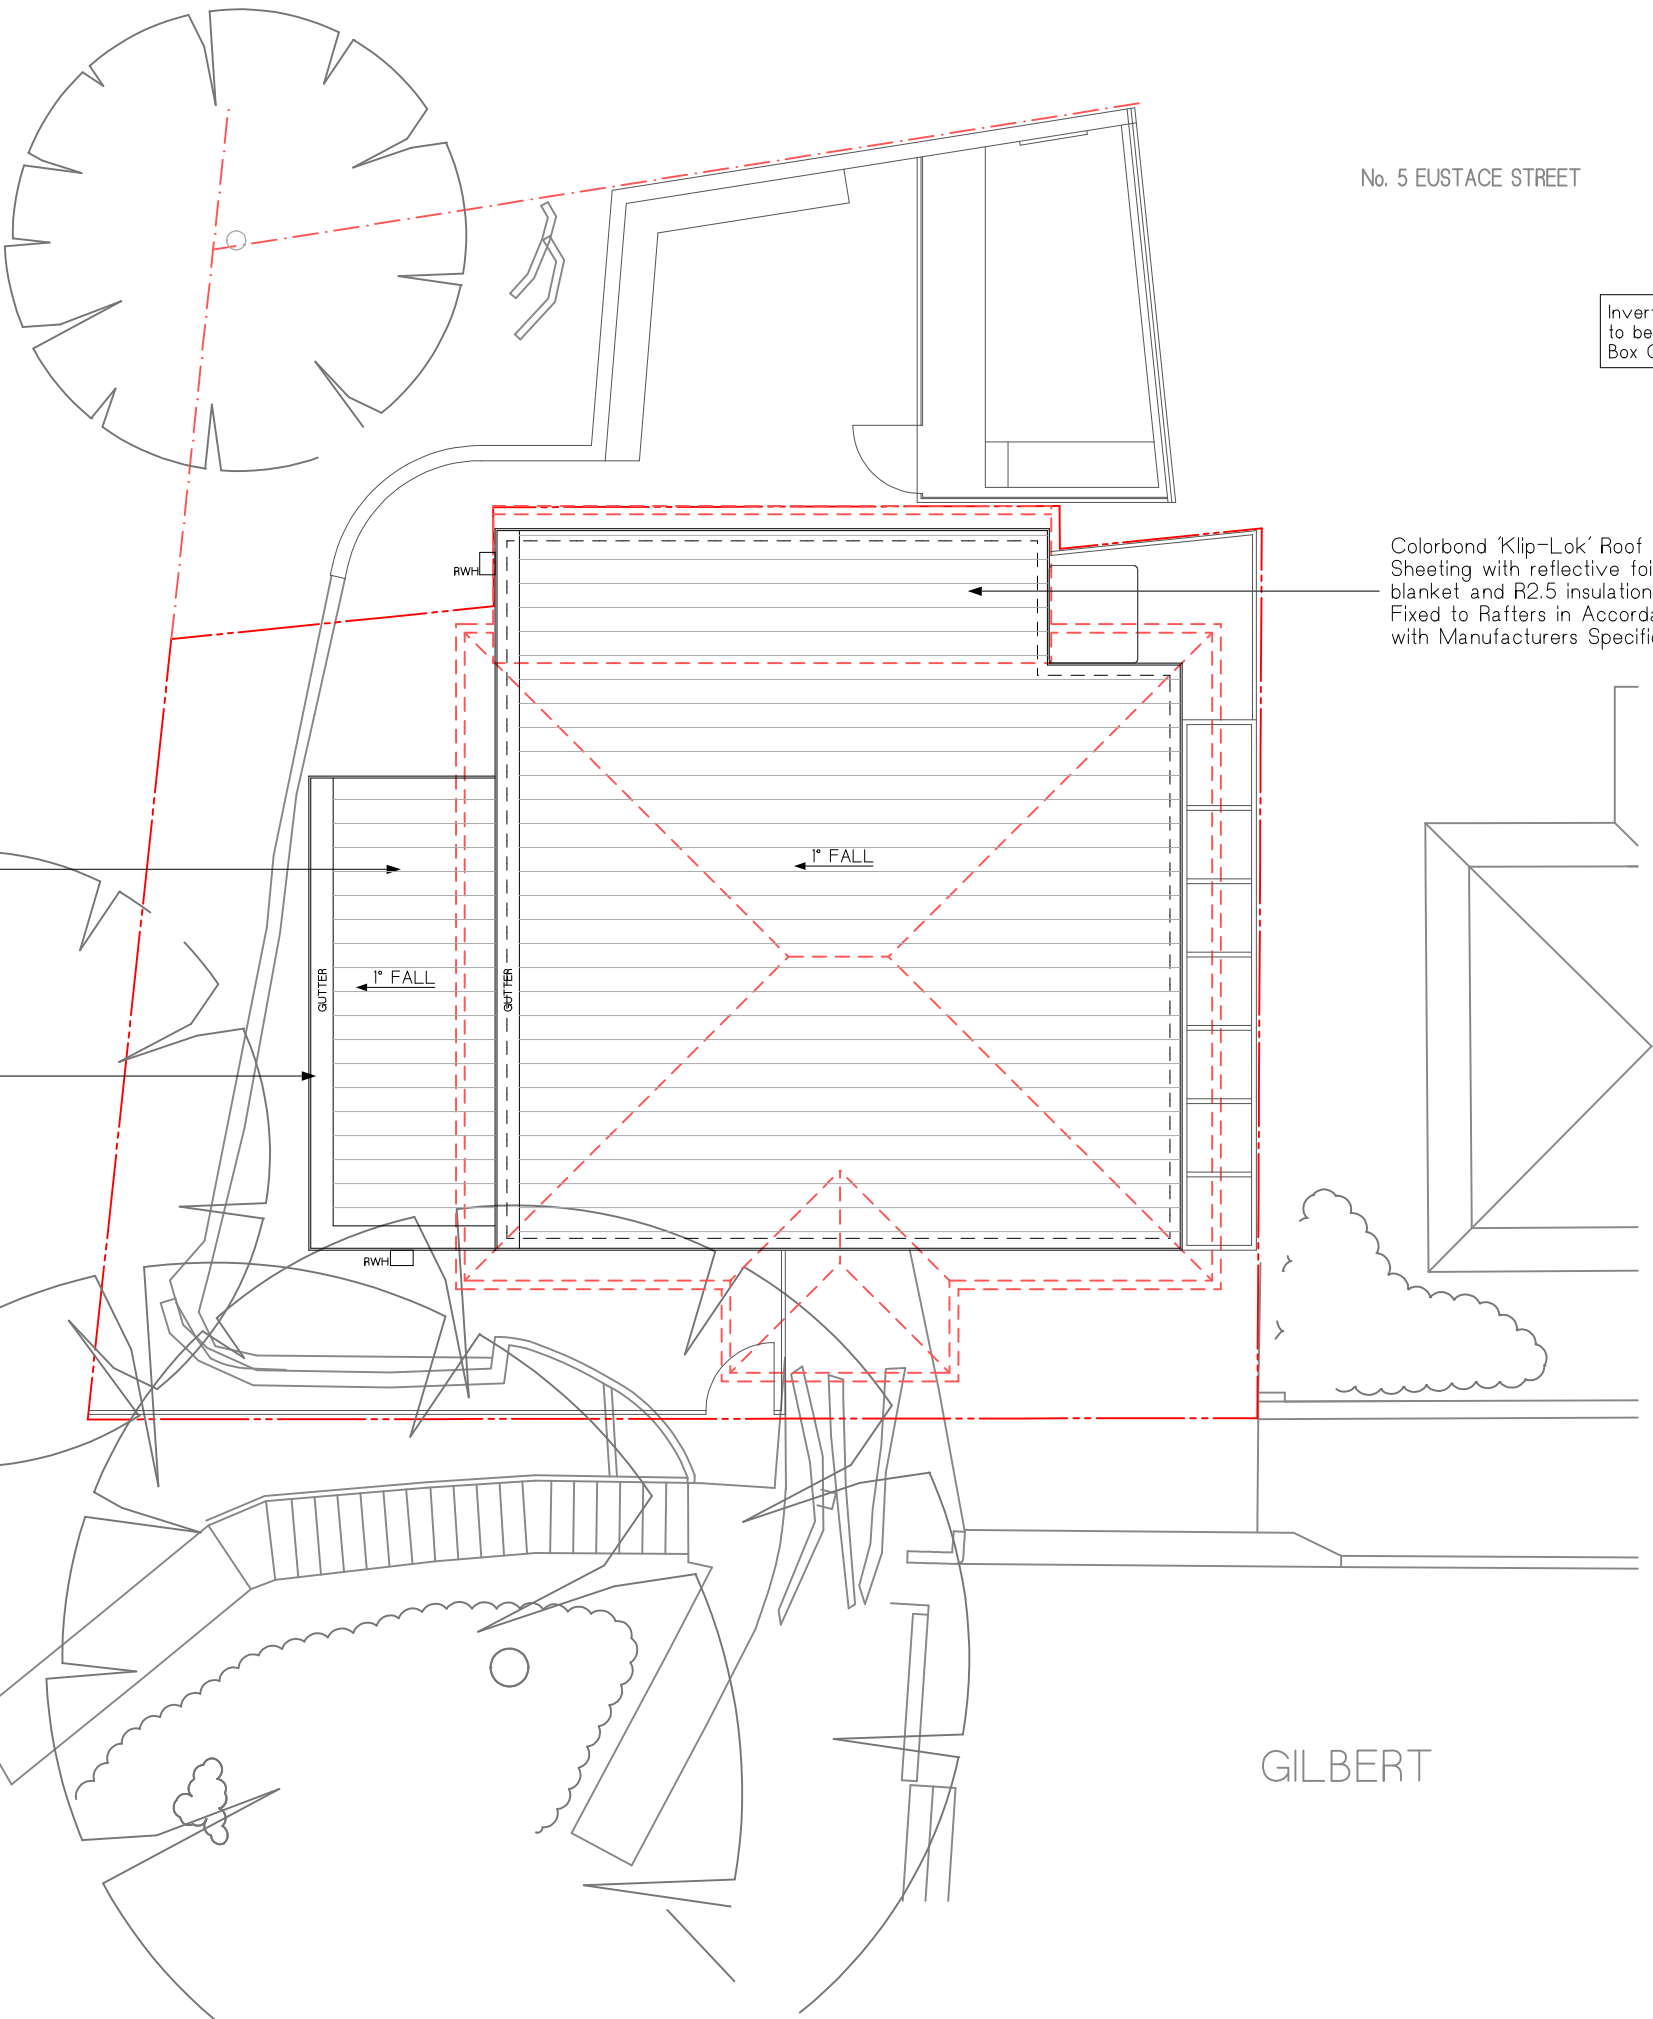 No. 5 EUSTACE STREET
Inver
to be
Box
Colorbond 'Klip-Lok' Roof
Sheeting with reflective foi
blanket and R2.5 insulation
Fixed to Rafters in Accorda
with Manufacturers Specifi
RWH
1° FALL
1° FALL
GUTTER
GUTTER
RWH
GILBERT